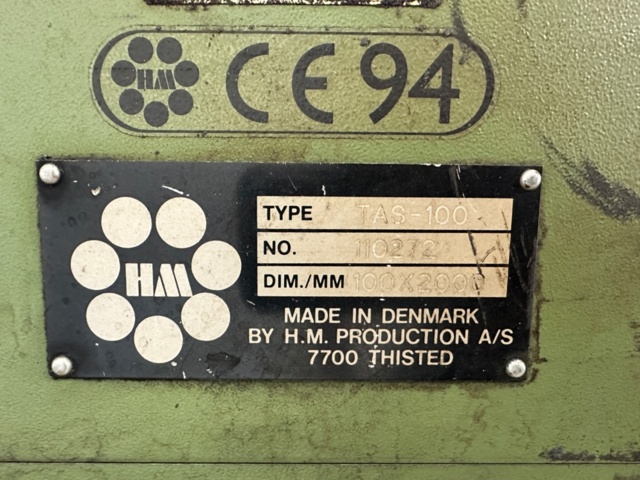 HM CE 94
HM
TYPE TAS-100
NO. 110272
DIM./MM 100X2000
MADE IN DENMARK
BY H.M. PRODUCTION A/S
7700 THISTED